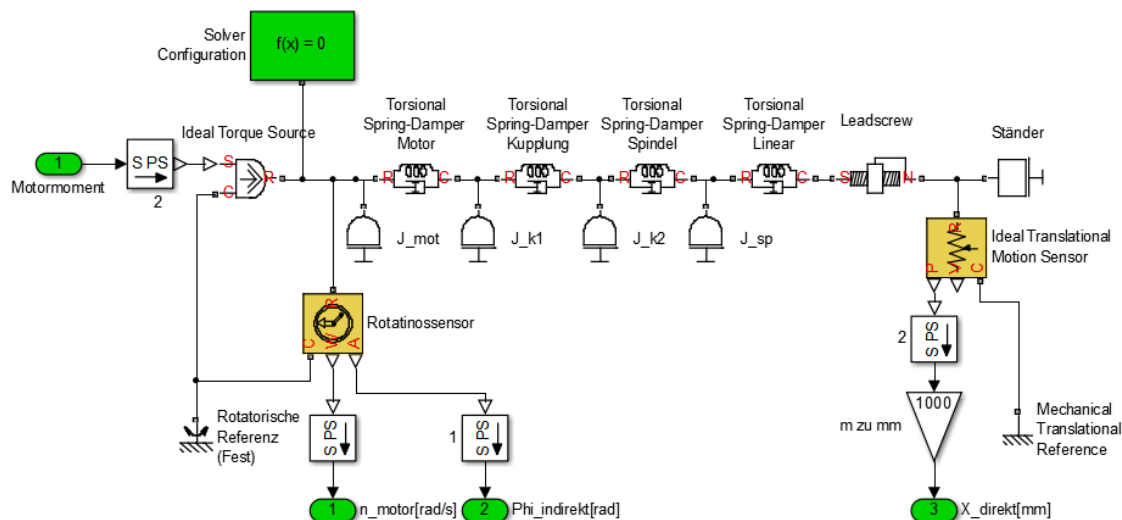 Solver
Configuration
f(x) = 0
Ideal Torque Source
1
Motormoment
S PS
2
S
C
R
Torsional
Spring-Damper
Motor
R
C
Torsional
Spring-Damper
Kupplung
R
C
Torsional
Spring-Damper
Spindel
R
C
Torsional
Spring-Damper
Linear
R
C
Leadscrew
S
N
Ständer
J_mot
J_k1
J_k2
J_sp
R
V
P
C
Ideal Translational
Motion Sensor
R
C
W
A
Rotatinossensor
2
S PS
Rotatorische
Referenz
(Fest)
S PS
1
S PS
1000
m zu mm
Mechanical
Translational
Reference
1
n_motor[rad/s]
2
Phi_indirekt[rad]
3
X_direkt[mm]